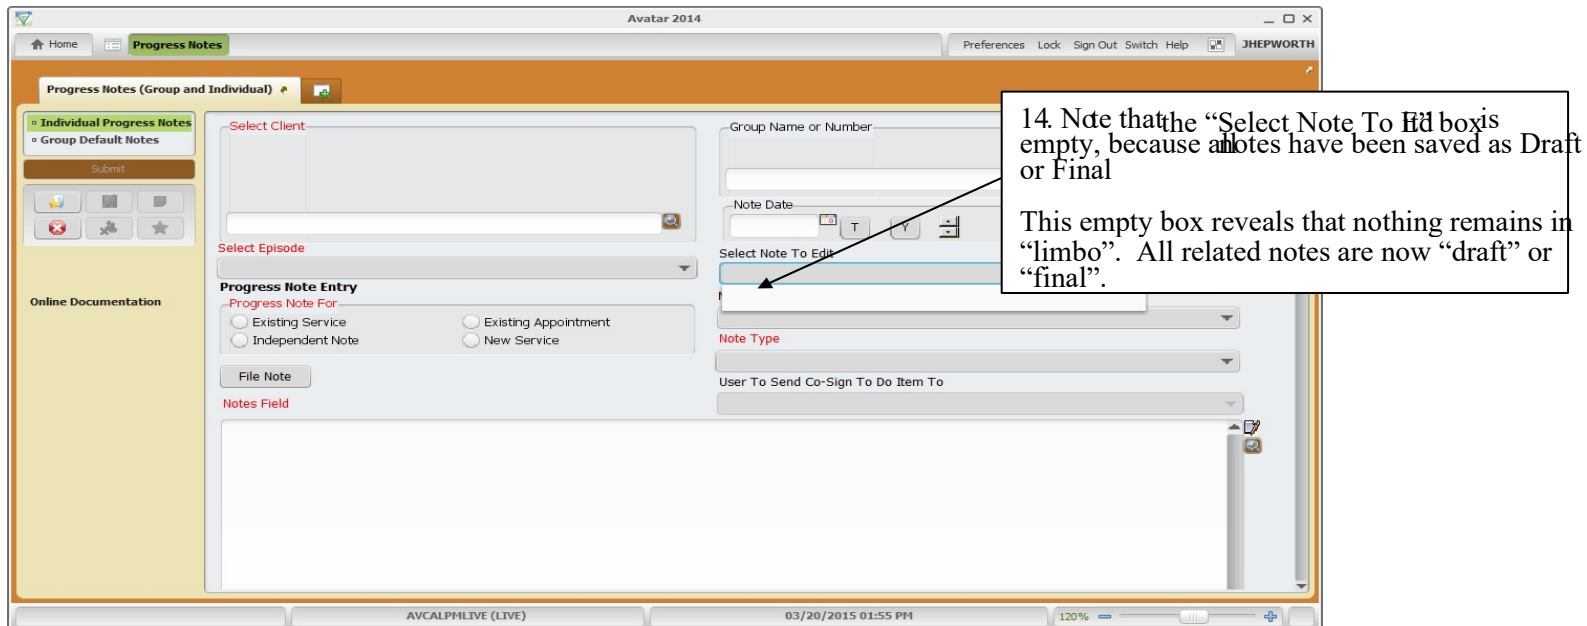 Avatar 2014
Home
Progress Notes
Preferences Lock Sign Out Switch Help JHEPWORTH
Progress Notes (Group and Individual)
Individual Progress Notes
Group Default Notes
Submit
Online Documentation
Select Client
Select Episode
Progress Note Entry
Progress Note For
Existing Service
Existing Appointment
Independent Note
New Service
File Note
Notes Field
Group Name or Number
Note Date
T Y
Select Note To Edit
Note Type
User To Send Co-Sign To Do Item To
14. Note that the “Select Note To Ed” box is
empty, because all notes have been saved as Draft
or Final
This empty box reveals that nothing remains in
“limbo”. All related notes are now “draft” or
“final”.
AVCALPMLIVE (LIVE)
03/20/2015 01:55 PM
120%